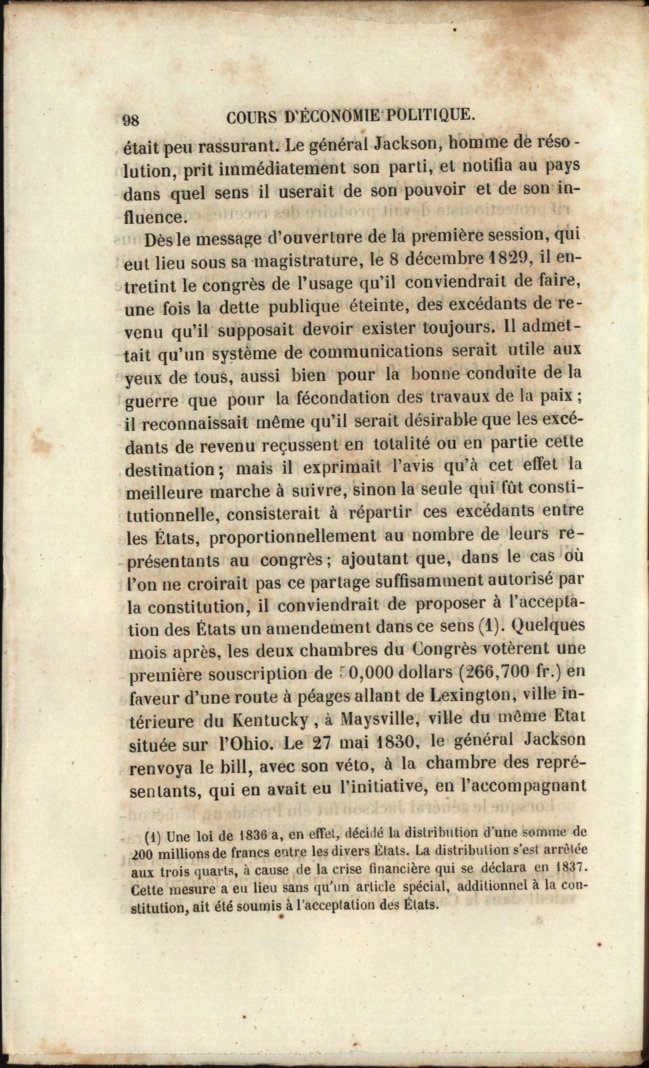 98 COURS D'ÉCONOMIE POLITIQUE.
était peu rassurant. Le général Jackson, homme de réso-
lution, prit immédiatement son parti, et notifia au pays
dans quel sens il userait de son pouvoir et de son in-
fluence.
Dès le message d'ouverture de la première session, qui
eut lieu sous sa magistrature, le 8 décembre 1829, il en-
tretint le congrès de l'usage qu'il conviendrait de faire,
une fois la dette publique éteinte, des excédants de re-
venu qu'il supposait devoir exister toujours. Il admet-
tait qu'un système de communications serait utile aux
yeux de tous, aussi bien pour la bonne conduite de la
guerre que pour la fécondation des travaux de la paix ;
il reconnaissait même qu'il serait désirable que les excé-
dants de revenu reçussent en totalité ou en partie cette
destination ; mais il exprimait l'avis qu'à cet effet la
meilleure marche à suivre, sinon la seule qui fût consti-
tutionnelle, consisterait à répartir ces excédants entre
les États, proportionnellement au nombre de leurs re-
présentants au congrès ; ajoutant que, dans le cas où
l'on ne croirait pas ce partage suffisamment autorisé par
la constitution, il conviendrait de proposer à l'accepta-
tion des États un amendement dans ce sens (1). Quelques
mois après, les deux chambres du Congrès votèrent une
première souscription de 0,000 dollars (266,700 fr.) en
faveur d'une route à péages allant de Lexington, ville in-
térieure du Kentucky, à Maysville, ville du même Etat
située sur l'Ohio. Le 27 mai 1830, le général Jackson
renvoya le bill, avec son véto, à la chambre des repré-
sentants, qui en avait eu l'initiative, en l'accompagnant
(1) Une loi de 1836 a, en effet, décidé la distribution d'une somme de
200 millions de francs entre les divers États. La distribution s'est arrêtée
aux trois quarts, à cause de la crise financière qui se déclara en 1837.
Cette mesure a eu lieu sans qu'un article spécial, additionnel à la con-
stitution, ait été soumis à l'acceptation des États.